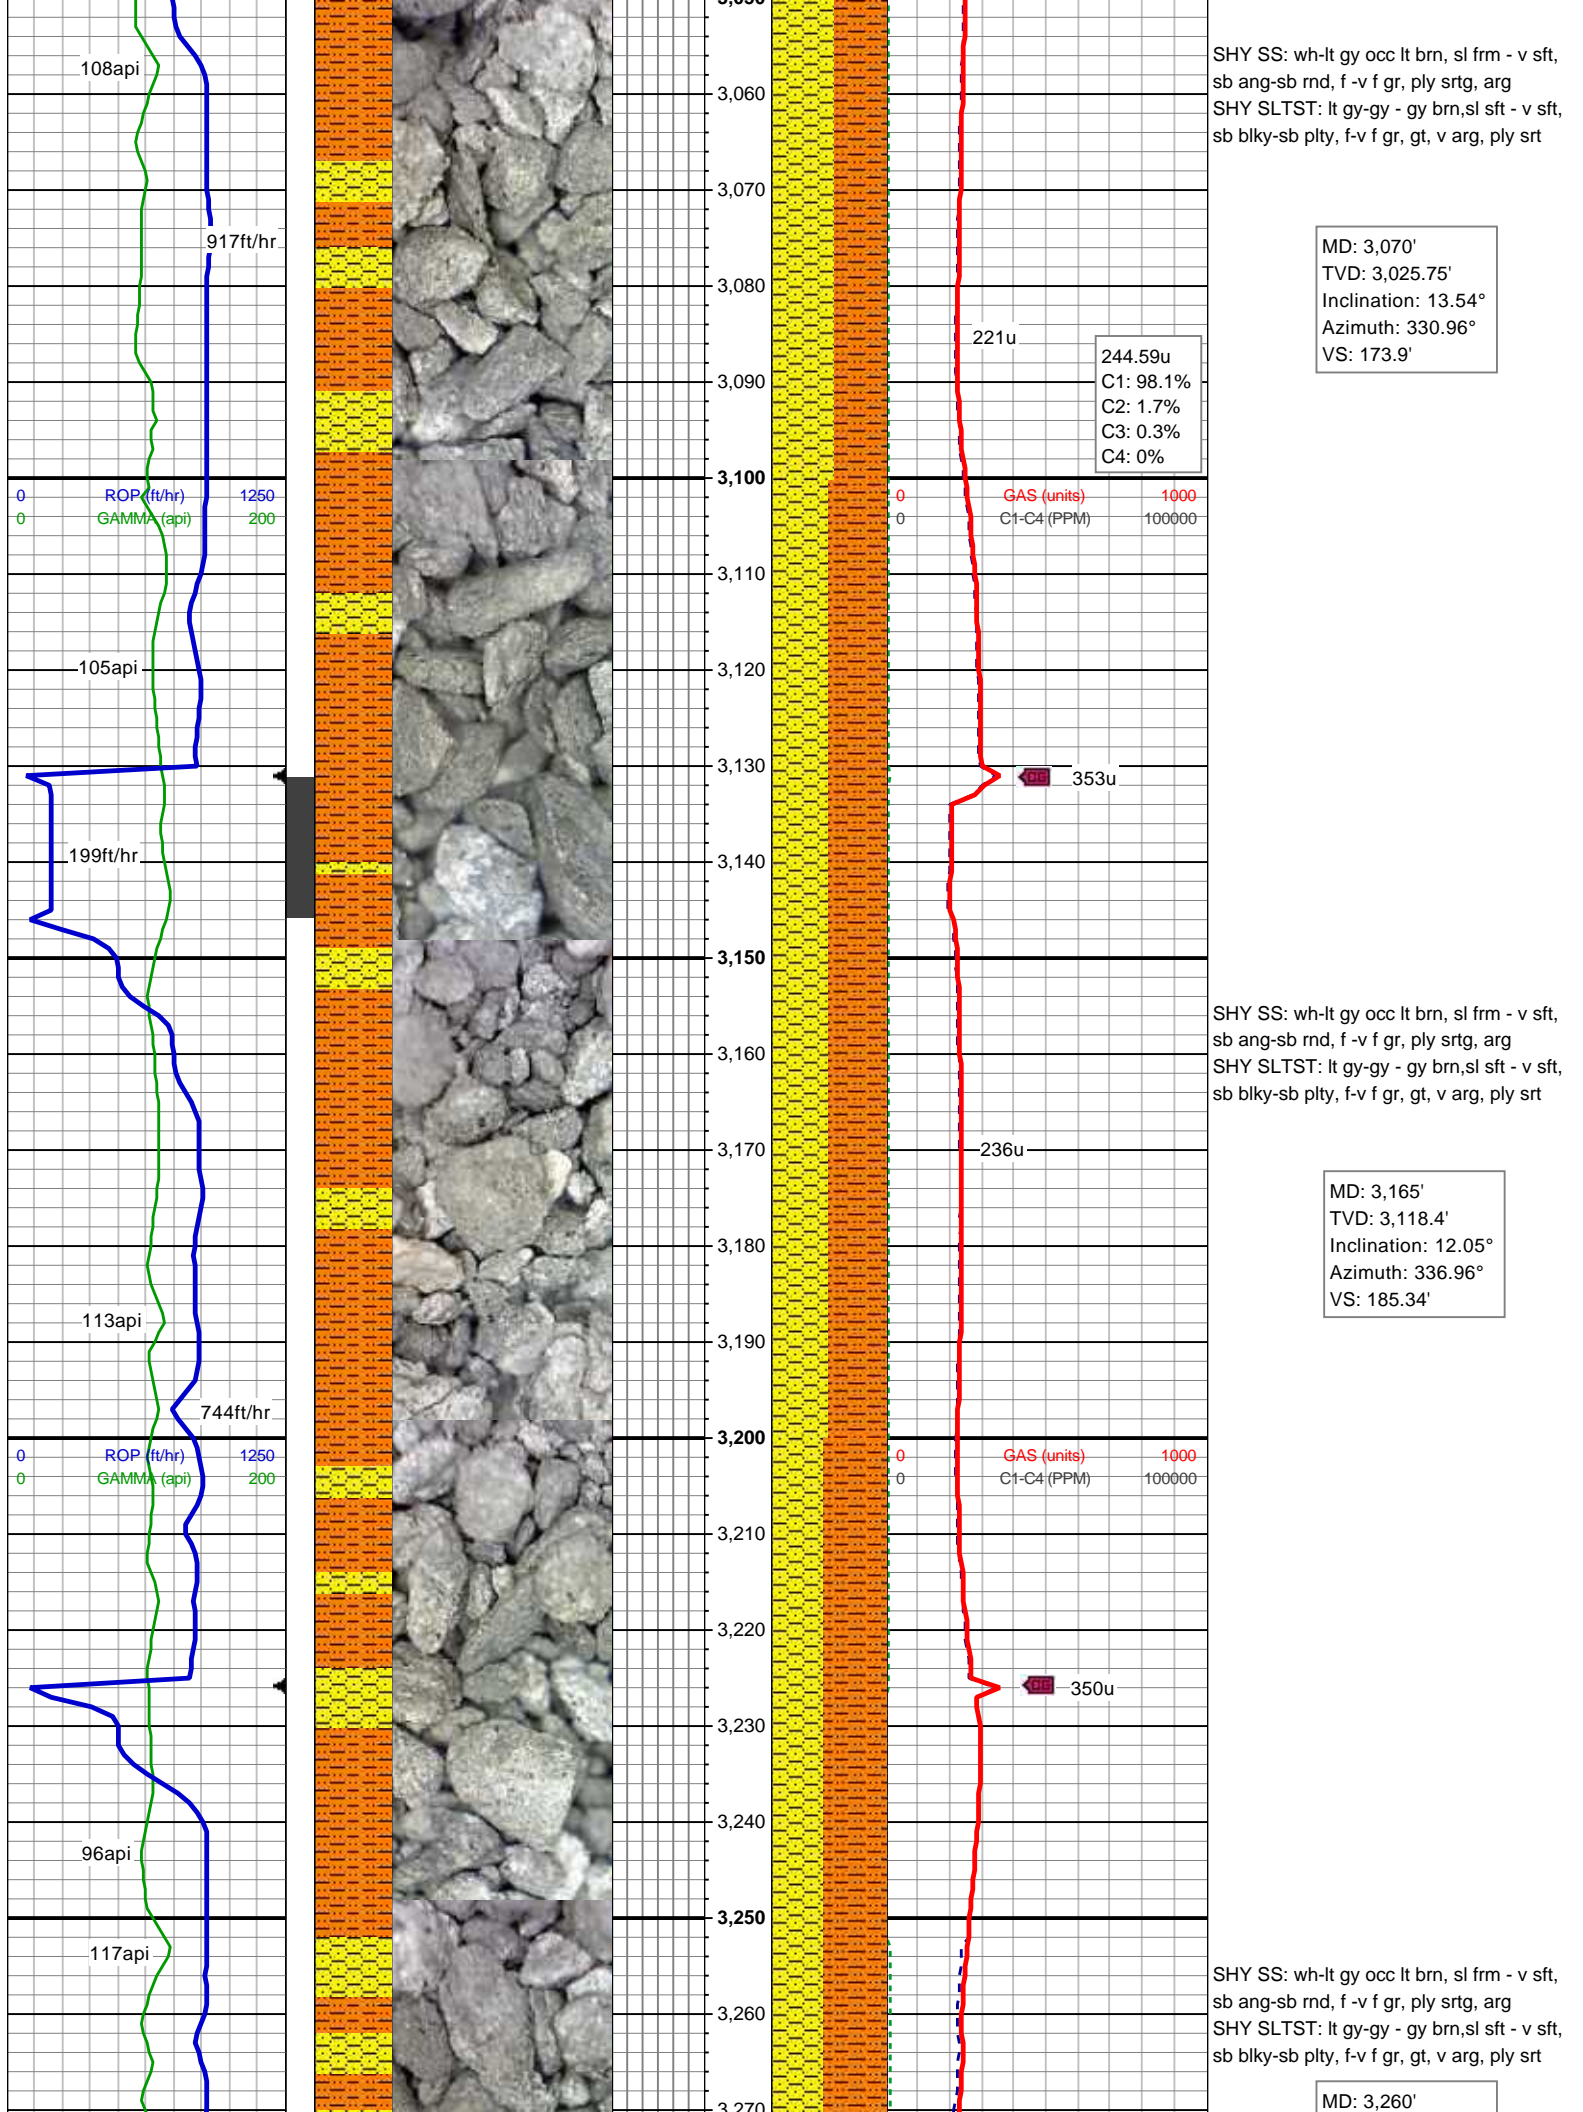 3,050
SHY SS: wh-lt gy occ lt brn, sl frm - v sft,
sb ang-sb rnd, f -v f gr, ply srtg, arg
SHY SLTST: lt gy-gy - gy brn,sl sft - v sft,
sb blky-sb plty, f-v f gr, gt, v arg, ply srt
108api
3,060
3,070
917ft/hr
MD: 3,070'
TVD: 3,025.75'
Inclination: 13.54°
Azimuth: 330.96°
VS: 173.9'
3,080
221u
244.59u
C1: 98.1%
C2: 1.7%
C3: 0.3%
C4: 0%
3,090
3,100
0 ROP (ft/hr) 1250
0 GAMMA (api) 200
0 GAS (units) 1000
0 C1-C4 (PPM) 100000
3,110
3,120
105api
3,130
CG 353u
199ft/hr
3,140
3,150
SHY SS: wh-lt gy occ lt brn, sl frm - v sft,
sb ang-sb rnd, f -v f gr, ply srtg, arg
SHY SLTST: lt gy-gy - gy brn,sl sft - v sft,
sb blky-sb plty, f-v f gr, gt, v arg, ply srt
3,160
3,170
236u
MD: 3,165'
TVD: 3,118.4'
Inclination: 12.05°
Azimuth: 336.96°
VS: 185.34'
3,180
113api
3,190
744ft/hr
3,200
0 ROP (ft/hr) 1250
0 GAMMA (api) 200
0 GAS (units) 1000
0 C1-C4 (PPM) 100000
3,210
3,220
CG 350u
3,230
3,240
96api
3,250
117api
3,260
SHY SS: wh-lt gy occ lt brn, sl frm - v sft,
sb ang-sb rnd, f -v f gr, ply srtg, arg
SHY SLTST: lt gy-gy - gy brn,sl sft - v sft,
sb blky-sb plty, f-v f gr, gt, v arg, ply srt
3,270
MD: 3,260'